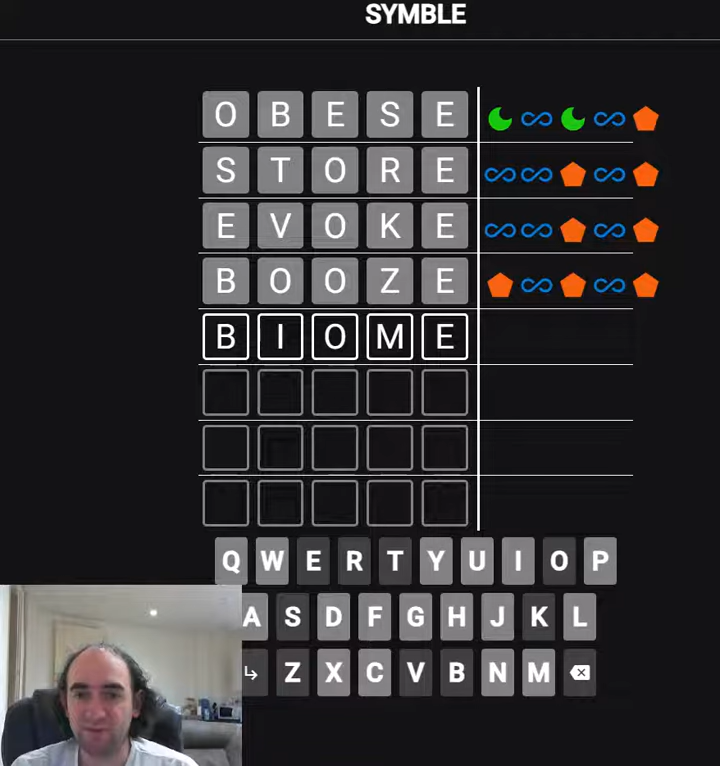 SYMBLE
OBESE
STORE
EVOKE
BOOZE
BIOME
QWERTYUIOP
ASDFGHJKL
ZXCVBNM